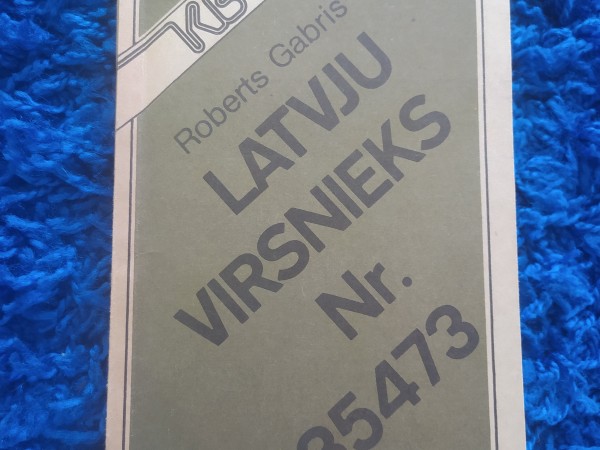 Roberts Gabris
LATVJU
VIRSNIEKS
Nr.
35473